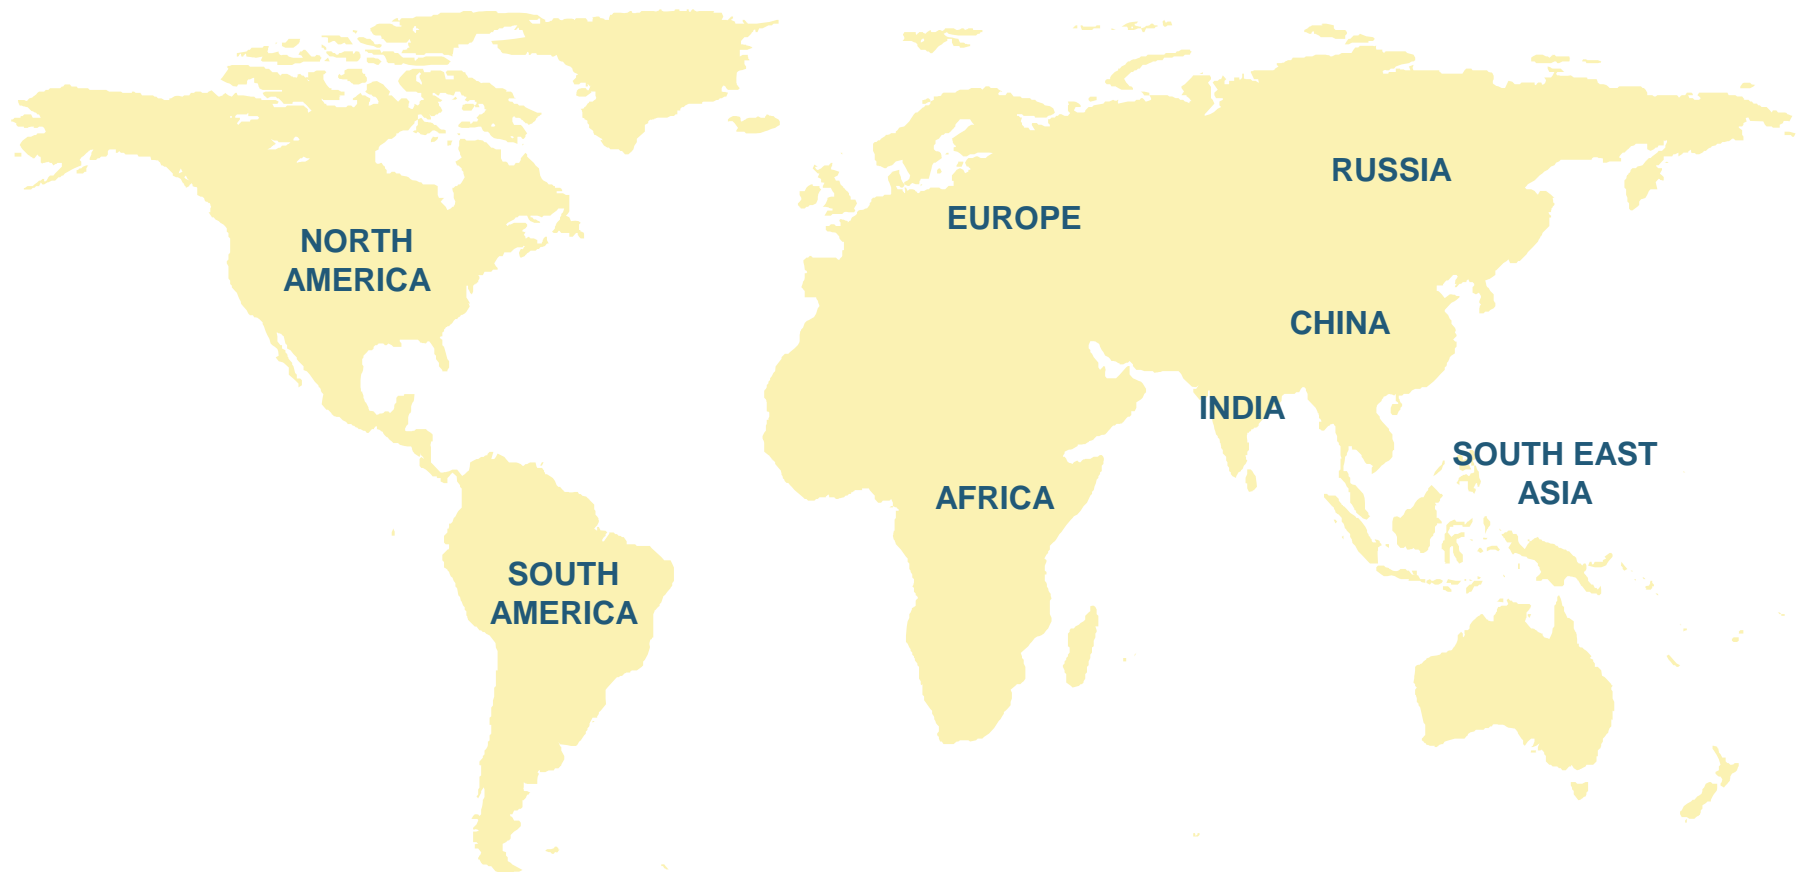 RUSSIA
EUROPE
NORTH
AMERICA
CHINA
INDIA
SOUTH EAST
ASIA
AFRICA
SOUTH
AMERICA